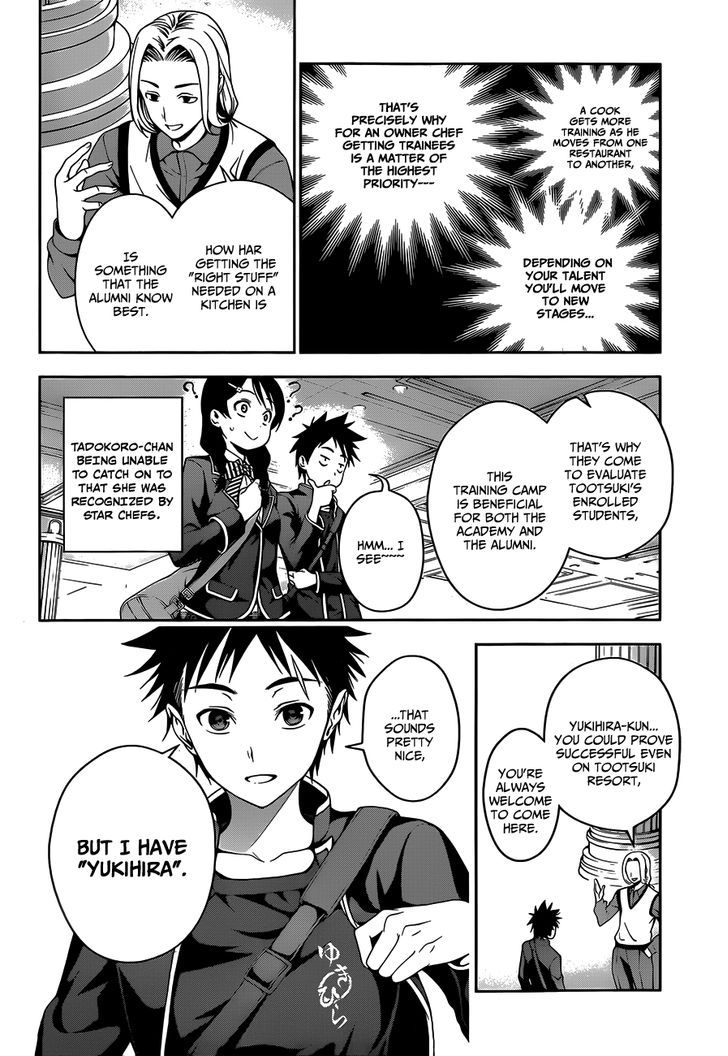 A COOK
GETS MORE
TRAINING AS HE
MOVES FROM ONE
RESTAURANT
TO ANOTHER,
DEPENDING ON
YOUR TALENT
YOU'LL MOVE
TO NEW
STAGES...
THAT'S
PRECISELY WHY
FOR AN OWNER CHEF
GETTING TRAINEES
IS A MATTER OF
THE HIGHEST
PRIORITY---
HOW HAR
GETTING THE
"RIGHT STUFF"
NEEDED ON A
KITCHEN IS
IS
SOMETHING
THAT THE
ALUMNI KNOW
BEST.
THAT'S WHY
THEY COME
TO EVALUATE
TOOTSUKI'S
ENROLLED
STUDENTS,
THIS
TRAINING CAMP
IS BENEFICIAL
FOR BOTH THE
ACADEMY AND
THE ALUMNI.
HMM... I
SEE~~~
? ? ? ?
TADOKORO-CHAN
BEING UNABLE
TO CATCH ON TO
THAT SHE WAS
RECOGNIZED BY
STAR CHEFS.
YUKIHIRA-KUN...
YOU COULD PROVE
SUCCESSFUL EVEN
ON TOOTSUKI
RESORT,
YOU'RE
ALWAYS
WELCOME
TO COME
HERE.
...THAT
SOUNDS
PRETTY
NICE,
BUT I HAVE
"YUKIHIRA".
ゆきひら